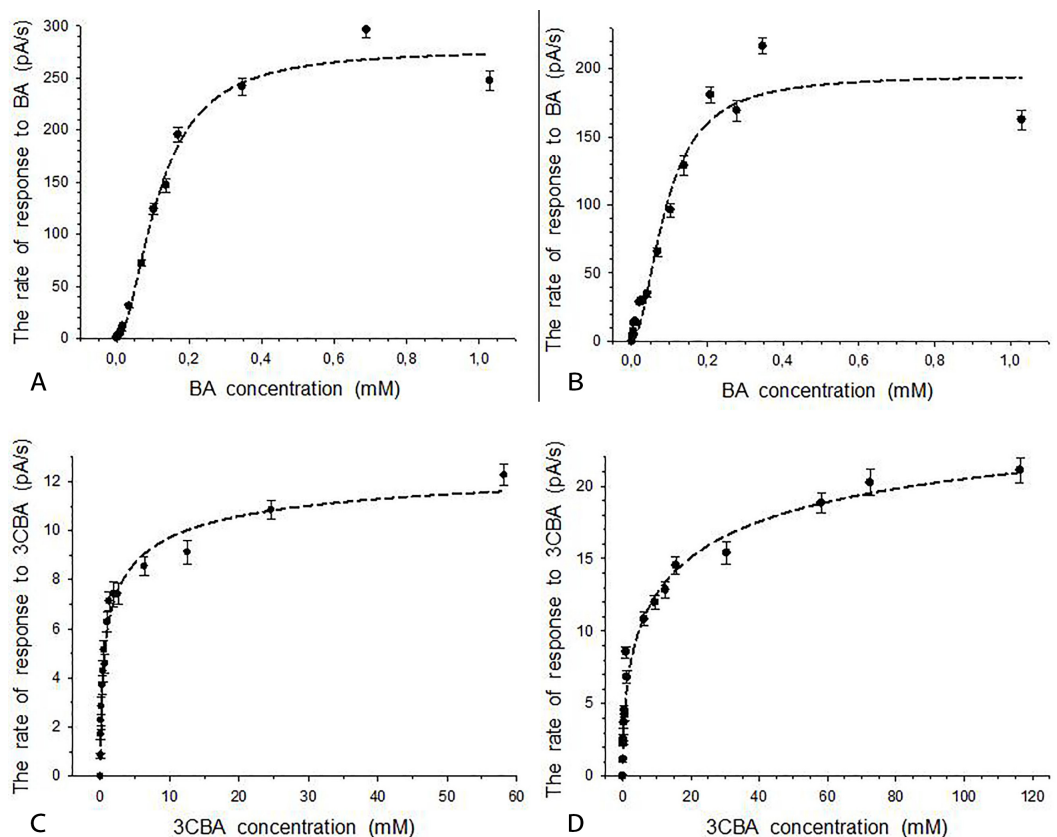 The rate of response to BA (pA/s)
300
250
200
150
100
50
0
0,0 0,2 0,4 0,6 0,8 1,0
BA concentration (mM)
A
The rate of response to BA (pA/s)
200
150
100
50
0
0,0 0,2 0,4 0,6 0,8 1,0
BA concentration (mM)
B
The rate of response to 3CBA (pA/s)
12
10
8
6
4
2
0
0 10 20 30 40 50 60
3CBA concentration (mM)
C
The rate of response to 3CBA (pA/s)
20
15
10
5
0
0 20 40 60 80 100 120
3CBA concentration (mM)
D